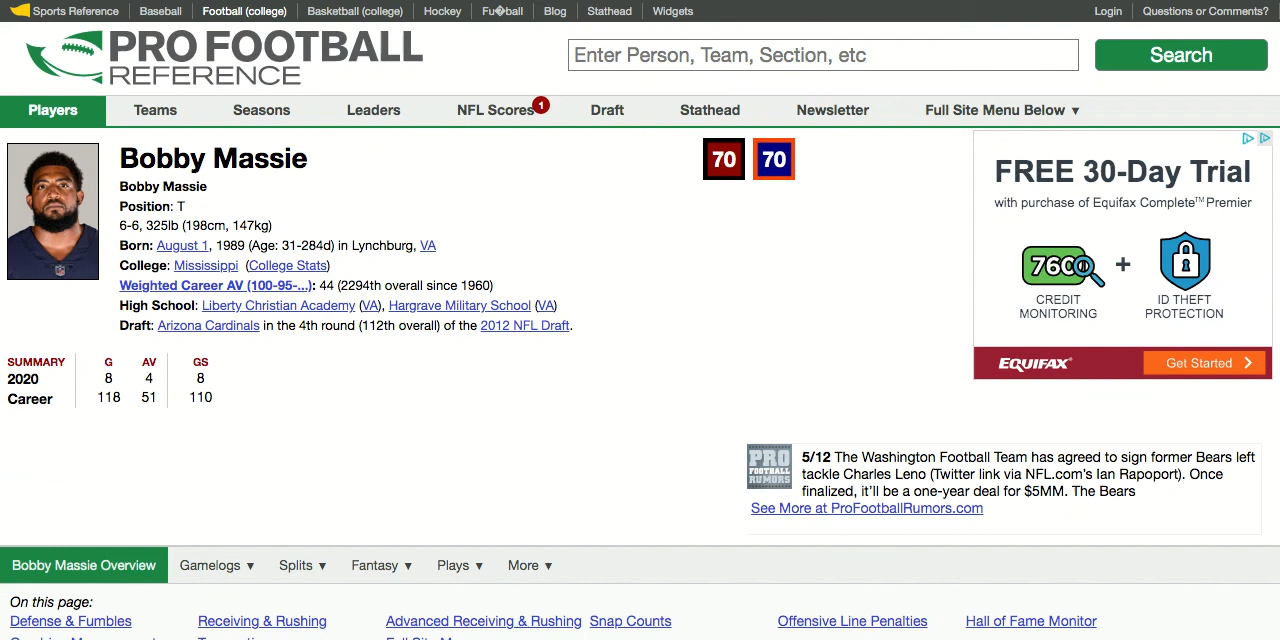 Sports Reference Baseball Football (college) Basketball (college) Hockey Fu�ball Blog Stathead Widgets Login Questions or Comments?
PRO FOOTBALL
REFERENCE
Enter Person, Team, Section, etc Search
Players Teams Seasons Leaders NFL Scores 1 Draft Stathead Newsletter Full Site Menu Below ▼
Bobby Massie
70 70
Bobby Massie
Position: T
6-6, 325lb (198cm, 147kg)
Born: August 1, 1989 (Age: 31-284d) in Lynchburg, VA
College: Mississippi (College Stats)
Weighted Career AV (100-95-...): 44 (2294th overall since 1960)
High School: Liberty Christian Academy (VA), Hargrave Military School (VA)
Draft: Arizona Cardinals in the 4th round (112th overall) of the 2012 NFL Draft.
FREE 30-Day Trial
with purchase of Equifax Complete™ Premier
760
+
CREDIT
MONITORING
ID THEFT
PROTECTION
EQUIFAX® Get Started
SUMMARY G AV GS
2020 8 4 8
Career 118 51 110
PRO
FOOTBALL
RUMORS
5/12 The Washington Football Team has agreed to sign former Bears left
tackle Charles Leno (Twitter link via NFL.com's Ian Rapoport). Once
finalized, it'll be a one-year deal for $5MM. The Bears
See More at ProFootballRumors.com
Bobby Massie Overview Gamelogs ▼ Splits ▼ Fantasy ▼ Plays ▼ More ▼
On this page:
Defense & Fumbles Receiving & Rushing Advanced Receiving & Rushing Snap Counts Offensive Line Penalties Hall of Fame Monitor